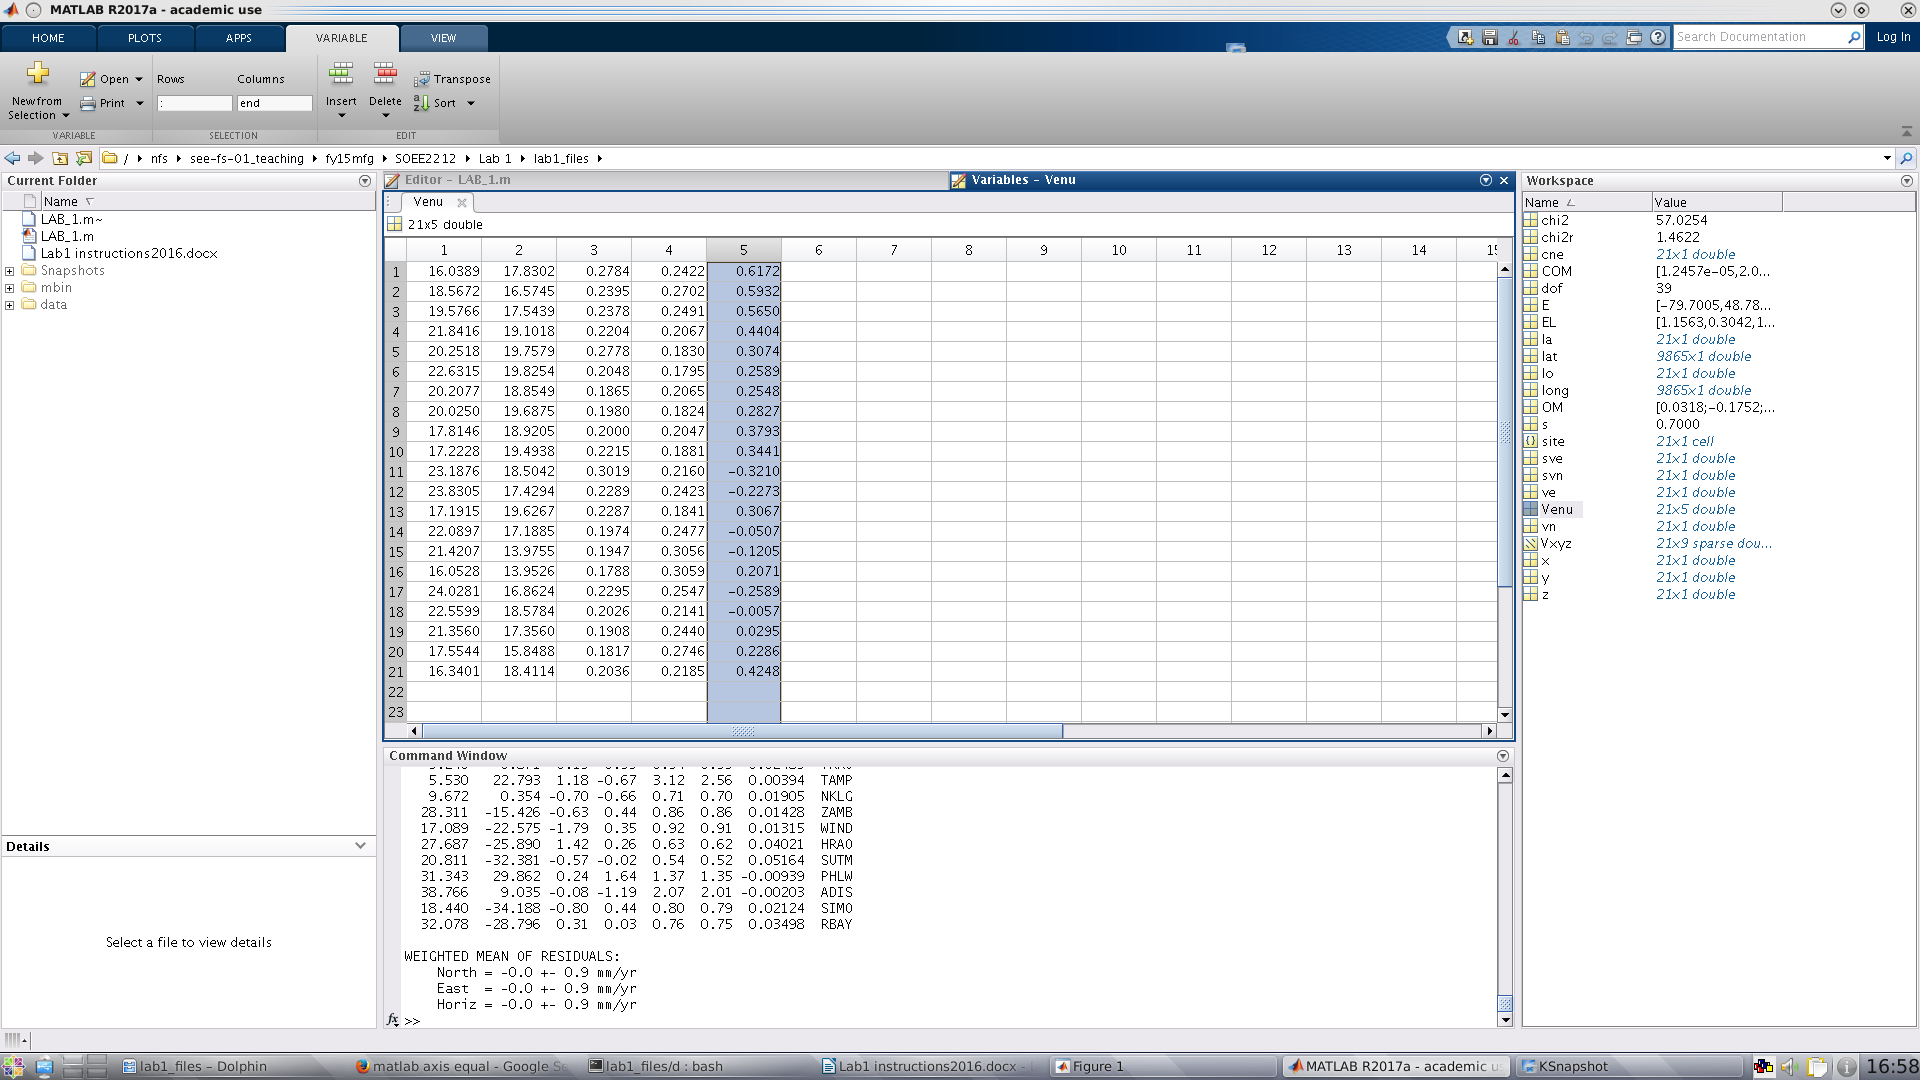 MATLAB R2017a - academic use
HOME PLOTS APPS VARIABLE VIEW Search Documentation Log In
New from Selection Open Print Rows : Columns end Insert Delete Transpose Sort
VARIABLE SELECTION EDIT
/ nfs see-fs-01_teaching fy15mfg SOEE2212 Lab 1 lab1_files
Current Folder
Name
LAB_1.m~
LAB_1.m
Lab1 instructions2016.docx
Snapshots
mbin
data
Details
Select a file to view details
Editor - LAB_1.m
Variables - Venu
Venu
21x5 double
1 2 3 4 5 6 7 8 9 10 11 12 13 14 15
1 16.0389 17.8302 0.2784 0.2422 0.6172
2 18.5672 16.5745 0.2395 0.2702 0.5932
3 19.5766 17.5439 0.2378 0.2491 0.5650
4 21.8416 19.1018 0.2204 0.2067 0.4404
5 20.2518 19.7579 0.2778 0.1830 0.3074
6 22.6315 19.8254 0.2048 0.1795 0.2589
7 20.2077 18.8549 0.1865 0.2065 0.2548
8 20.0250 19.6875 0.1980 0.1824 0.2827
9 17.8146 18.9205 0.2000 0.2047 0.3793
10 17.2228 19.4938 0.2215 0.1881 0.3441
11 23.1876 18.5042 0.3019 0.2160 -0.3210
12 23.8305 17.4294 0.2289 0.2423 -0.2273
13 17.1915 19.6267 0.2287 0.1841 0.3067
14 22.0897 17.1885 0.1974 0.2477 -0.0507
15 21.4207 13.9755 0.1947 0.3056 -0.1205
16 16.0528 13.9526 0.1788 0.3059 0.2071
17 24.0281 16.8624 0.2295 0.2547 -0.2589
18 22.5599 18.5784 0.2026 0.2141 -0.0057
19 21.3560 17.3560 0.1908 0.2440 0.0295
20 17.5544 15.8488 0.1817 0.2746 0.2286
21 16.3401 18.4114 0.2036 0.2185 0.4248
22
23
Command Window
5.530 22.793 1.18 -0.67 3.12 2.56 0.00394 TAMP
9.672 0.354 -0.70 -0.66 0.71 0.70 0.01905 NKLG
28.311 -15.426 -0.63 0.44 0.86 0.86 0.01428 ZAMB
17.089 -22.575 -1.79 0.35 0.92 0.91 0.01315 WIND
27.687 -25.890 1.42 0.26 0.63 0.62 0.04021 HRAO
20.811 -32.381 -0.57 -0.02 0.54 0.52 0.05164 SUTM
31.343 29.862 0.24 1.64 1.37 1.35 -0.00939 PHLW
38.766 9.035 -0.08 -1.19 2.07 2.01 -0.00203 ADIS
18.440 -34.188 -0.80 0.44 0.80 0.79 0.02124 SIMO
32.078 -28.796 0.31 0.03 0.76 0.75 0.03498 RBAY
WEIGHTED MEAN OF RESIDUALS:
North = -0.0 +- 0.9 mm/yr
East = -0.0 +- 0.9 mm/yr
Horiz = -0.0 +- 0.9 mm/yr
fx >>
Workspace
Name Value
chi2 57.0254
chi2r 1.4622
cne 21x1 double
COM [1.2457e-05,2.0...
dof 39
E [-79.7005,48.78...
EL [1.1563,0.3042,1...
la 21x1 double
lat 9865x1 double
lo 21x1 double
long 9865x1 double
OM [0.0318;-0.1752;...
s 0.7000
site 21x1 cell
sve 21x1 double
svn 21x1 double
ve 21x1 double
Venu 21x5 double
vn 21x1 double
Vxyz 21x9 sparse dou...
x 21x1 double
y 21x1 double
z 21x1 double
lab1_files - Dolphin matlab axis equal - Google Se lab1_files/d : bash Lab1 instructions2016.docx - Figure 1 MATLAB R2017a - academic us KSnapshot 16:58